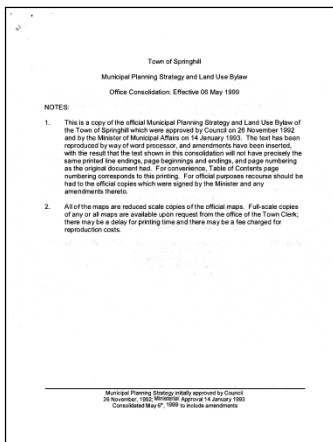 Town of Springhill
Municipal Planning Strategy and Land Use Bylaw
Office Consolidation: Effective 06 May 1999
NOTES:
1. This is a copy of the official Municipal Planning Strategy and Land Use Bylaw of
the Town of Springhill which were approved by Council on 26 November 1992
and by the Minister of Municipal Affairs on 14 January 1993. The text has been
reproduced by way of word processor, and amendments have been inserted,
with the result that the text shown in this consolidation will not have precisely the
same printed line endings, page beginnings and endings, and page numbering
as the original document had. For convenience, Table of Contents page
numbering corresponds to this printing. For official purposes recourse should be
had to the official copies which were signed by the Minister and any
amendments thereto.
2. All of the maps are reduced scale copies of the official maps. Full-scale copies
of any or all maps are available upon request from the office of the Town Clerk;
there may be a delay for printing time and there may be a fee charged for
reproduction costs.
Municipal Planning Strategy initially approved by Council
26 November, 1992; Ministerial Approval 14 January 1993
Consolidated May 6th, 1999 to include amendments